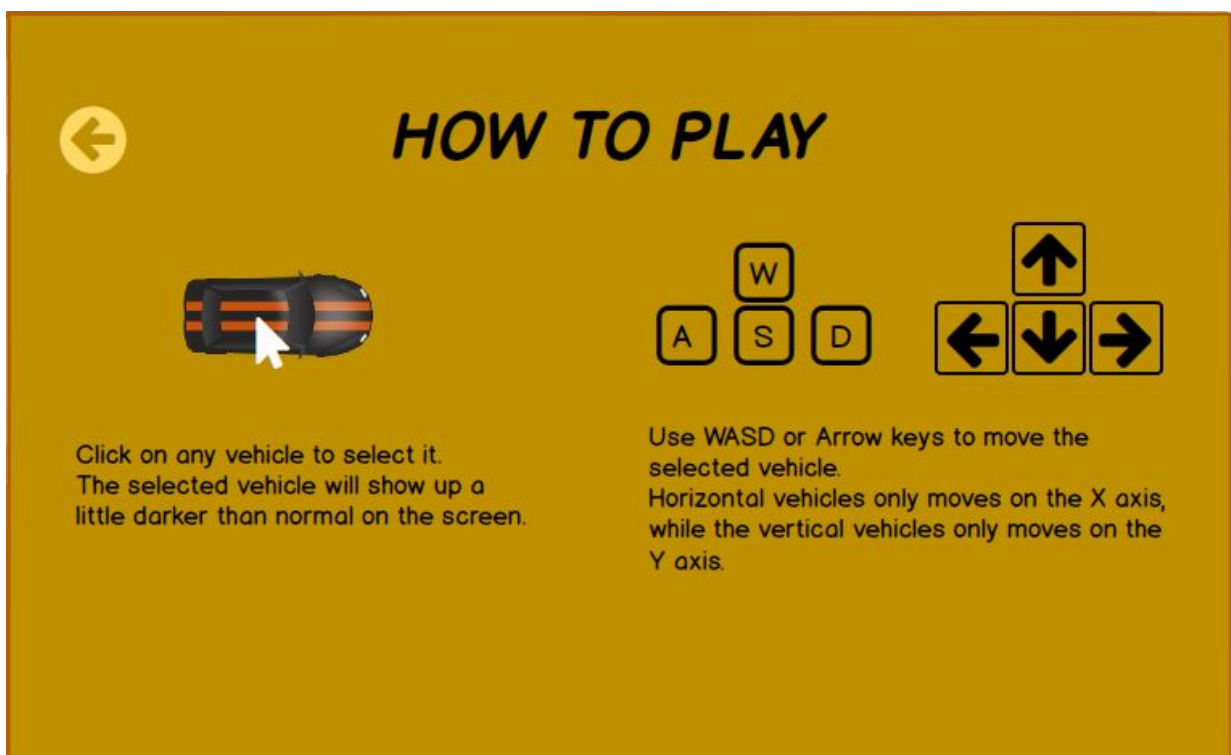 HOW TO PLAY
W
A S D
Click on any vehicle to select it.
The selected vehicle will show up a
little darker than normal on the screen.
Use WASD or Arrow keys to move the
selected vehicle.
Horizontal vehicles only moves on the X axis,
while the vertical vehicles only moves on the
Y axis.